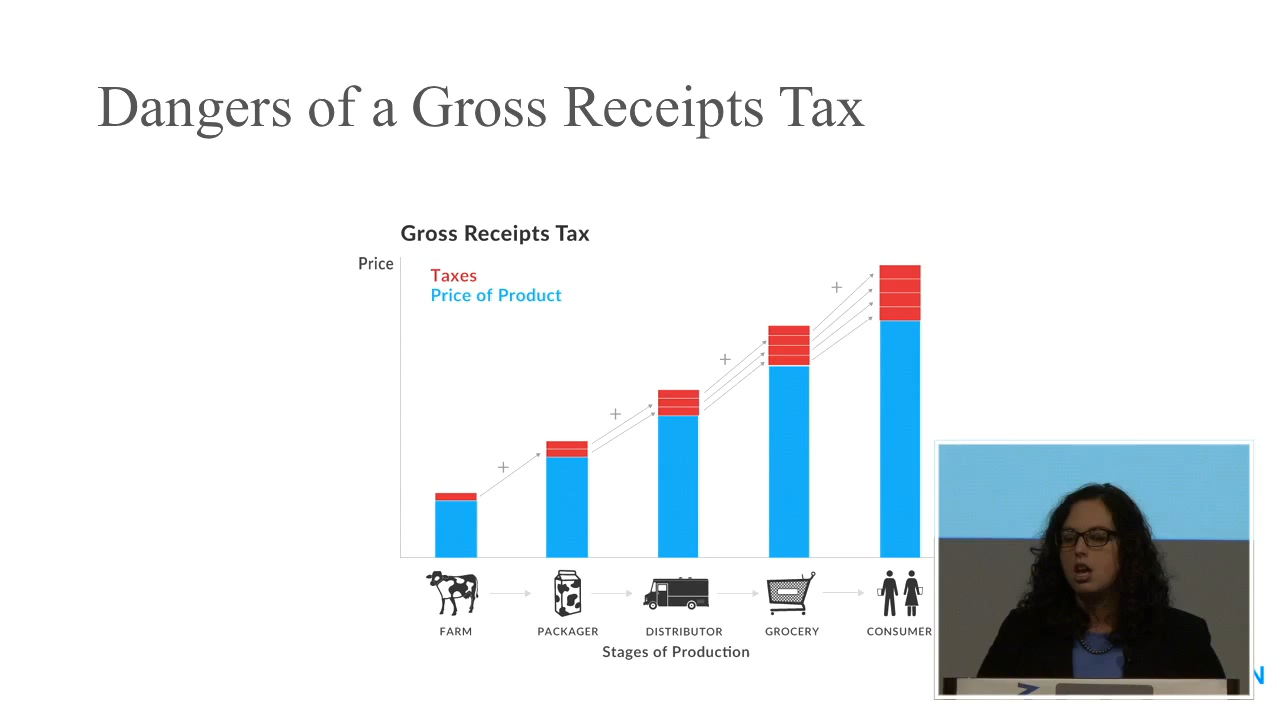 Dangers of a Gross Receipts Tax
Gross Receipts Tax
Price
Taxes
Price of Product
+
+
+
+
FARM
PACKAGER
DISTRIBUTOR
GROCERY
CONSUMER
Stages of Production
N